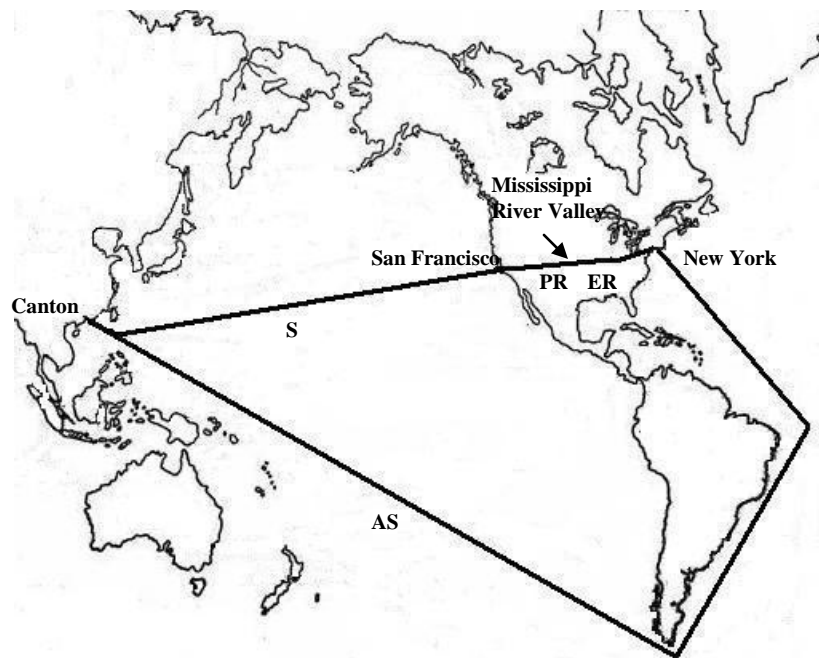 Mississippi
River Valley
San Francisco
New York
PR
ER
Canton
S
AS